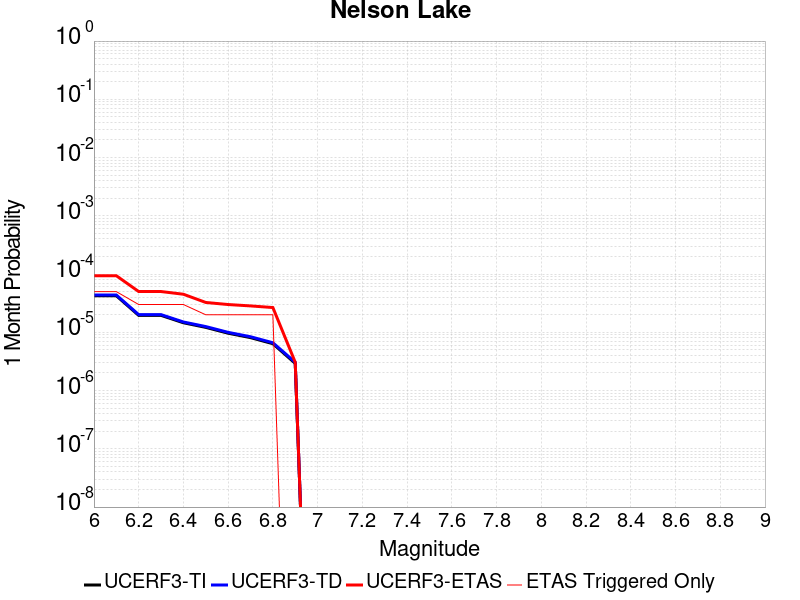 Nelson Lake
10^0
10^-1
10^-2
10^-3
10^-4
10^-5
10^-6
10^-7
10^-8
1 Month Probability
6 6.2 6.4 6.6 6.8 7 7.2 7.4 7.6 7.8 8 8.2 8.4 8.6 8.8 9
Magnitude
UCERF3-TI UCERF3-TD UCERF3-ETAS ETAS Triggered Only